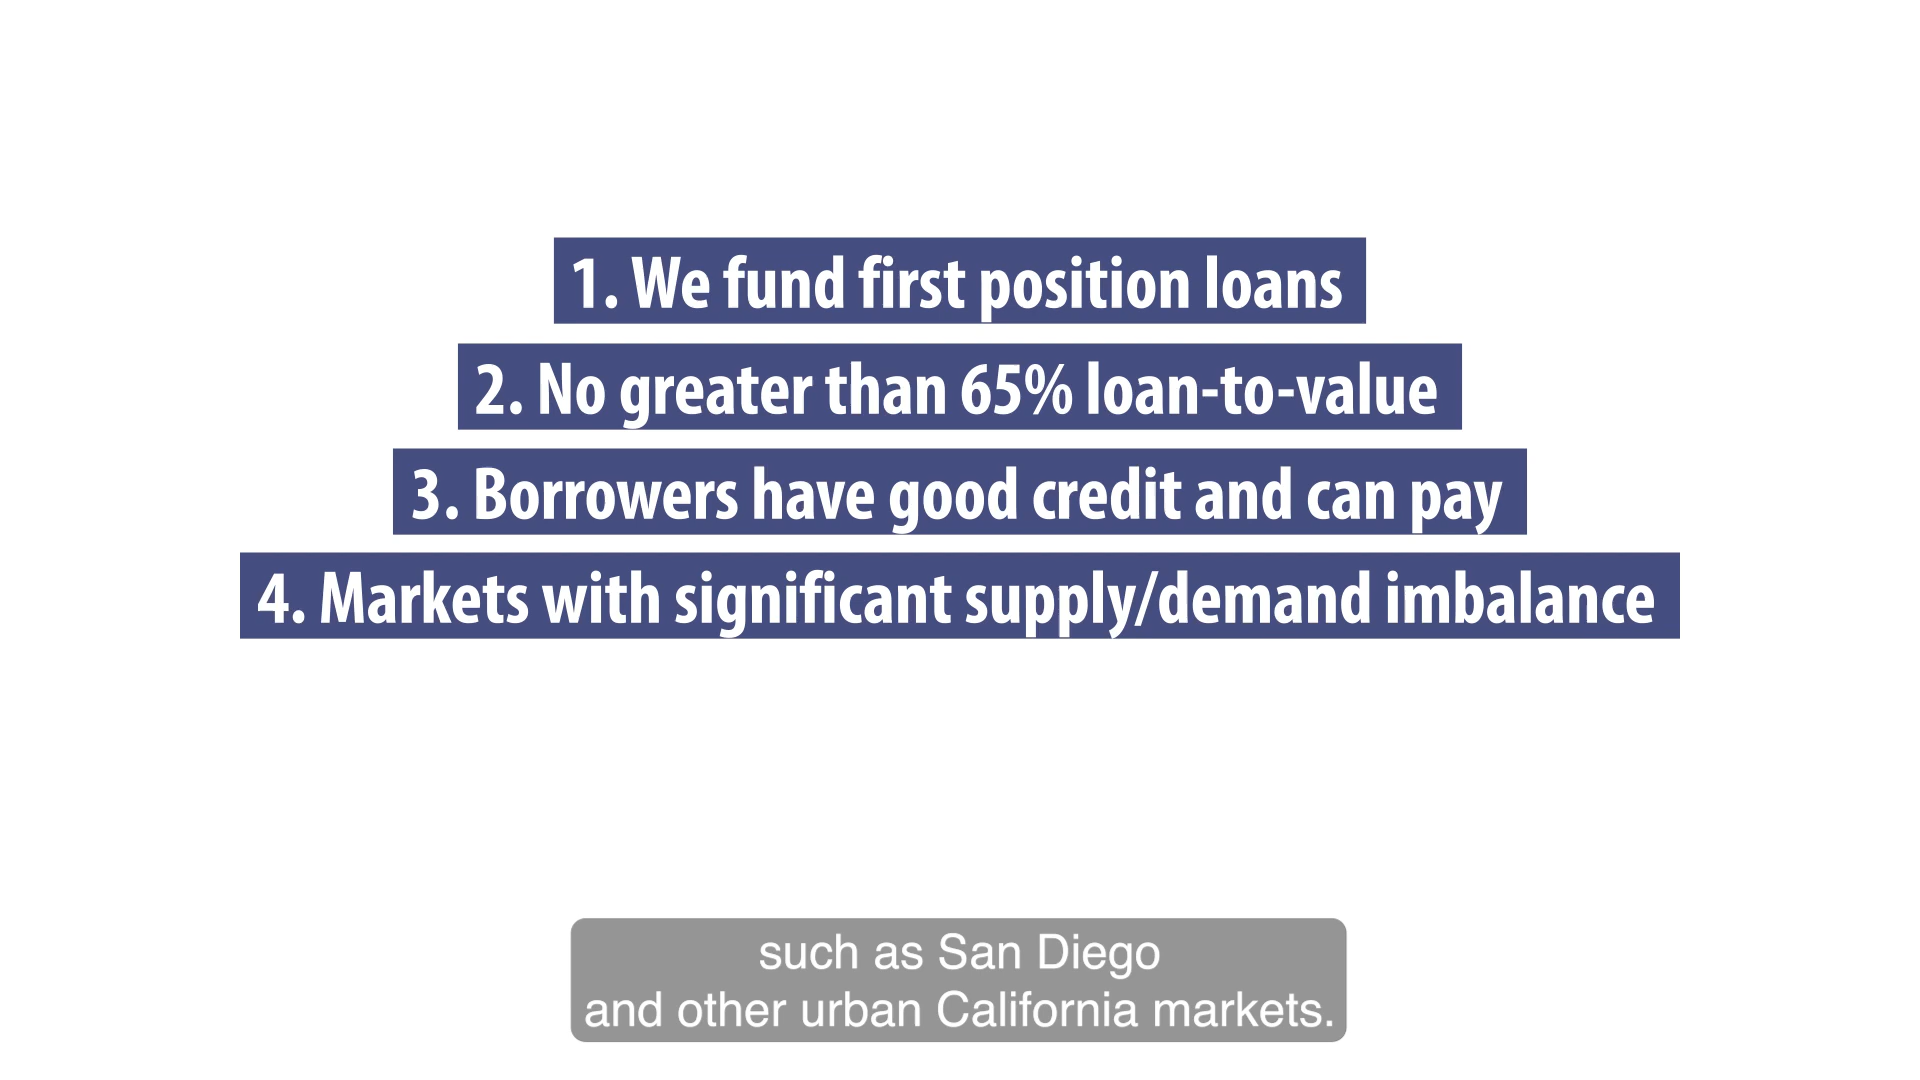 1. We fund first position loans
2. No greater than 65% loan-to-value
3. Borrowers have good credit and can pay
4. Markets with significant supply/demand imbalance
such as San Diego
and other urban California markets.